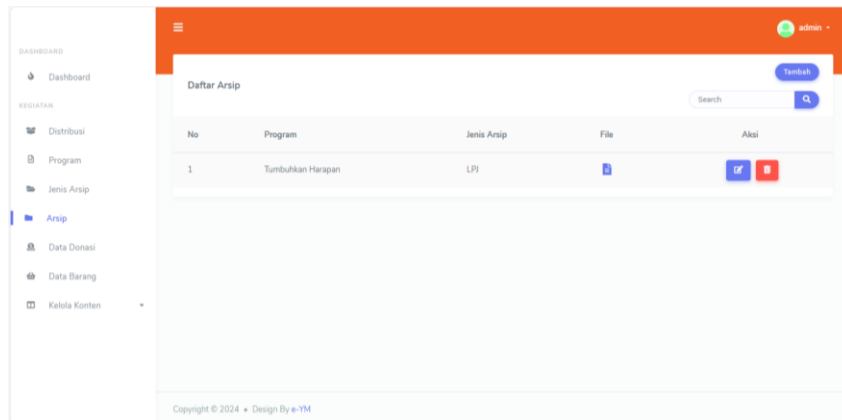 admin
DASHBOARD
Dashboard
KEGIATAN
Distribusi
Program
Jenis Arsip
Arsip
Data Donasi
Data Barang
Kelola Konten
Daftar Arsip
Tambah
Search
No Program Jenis Arsip File Aksi
1 Tumbuhkan Harapan LPJ
Copyright © 2024 • Design By e-YM